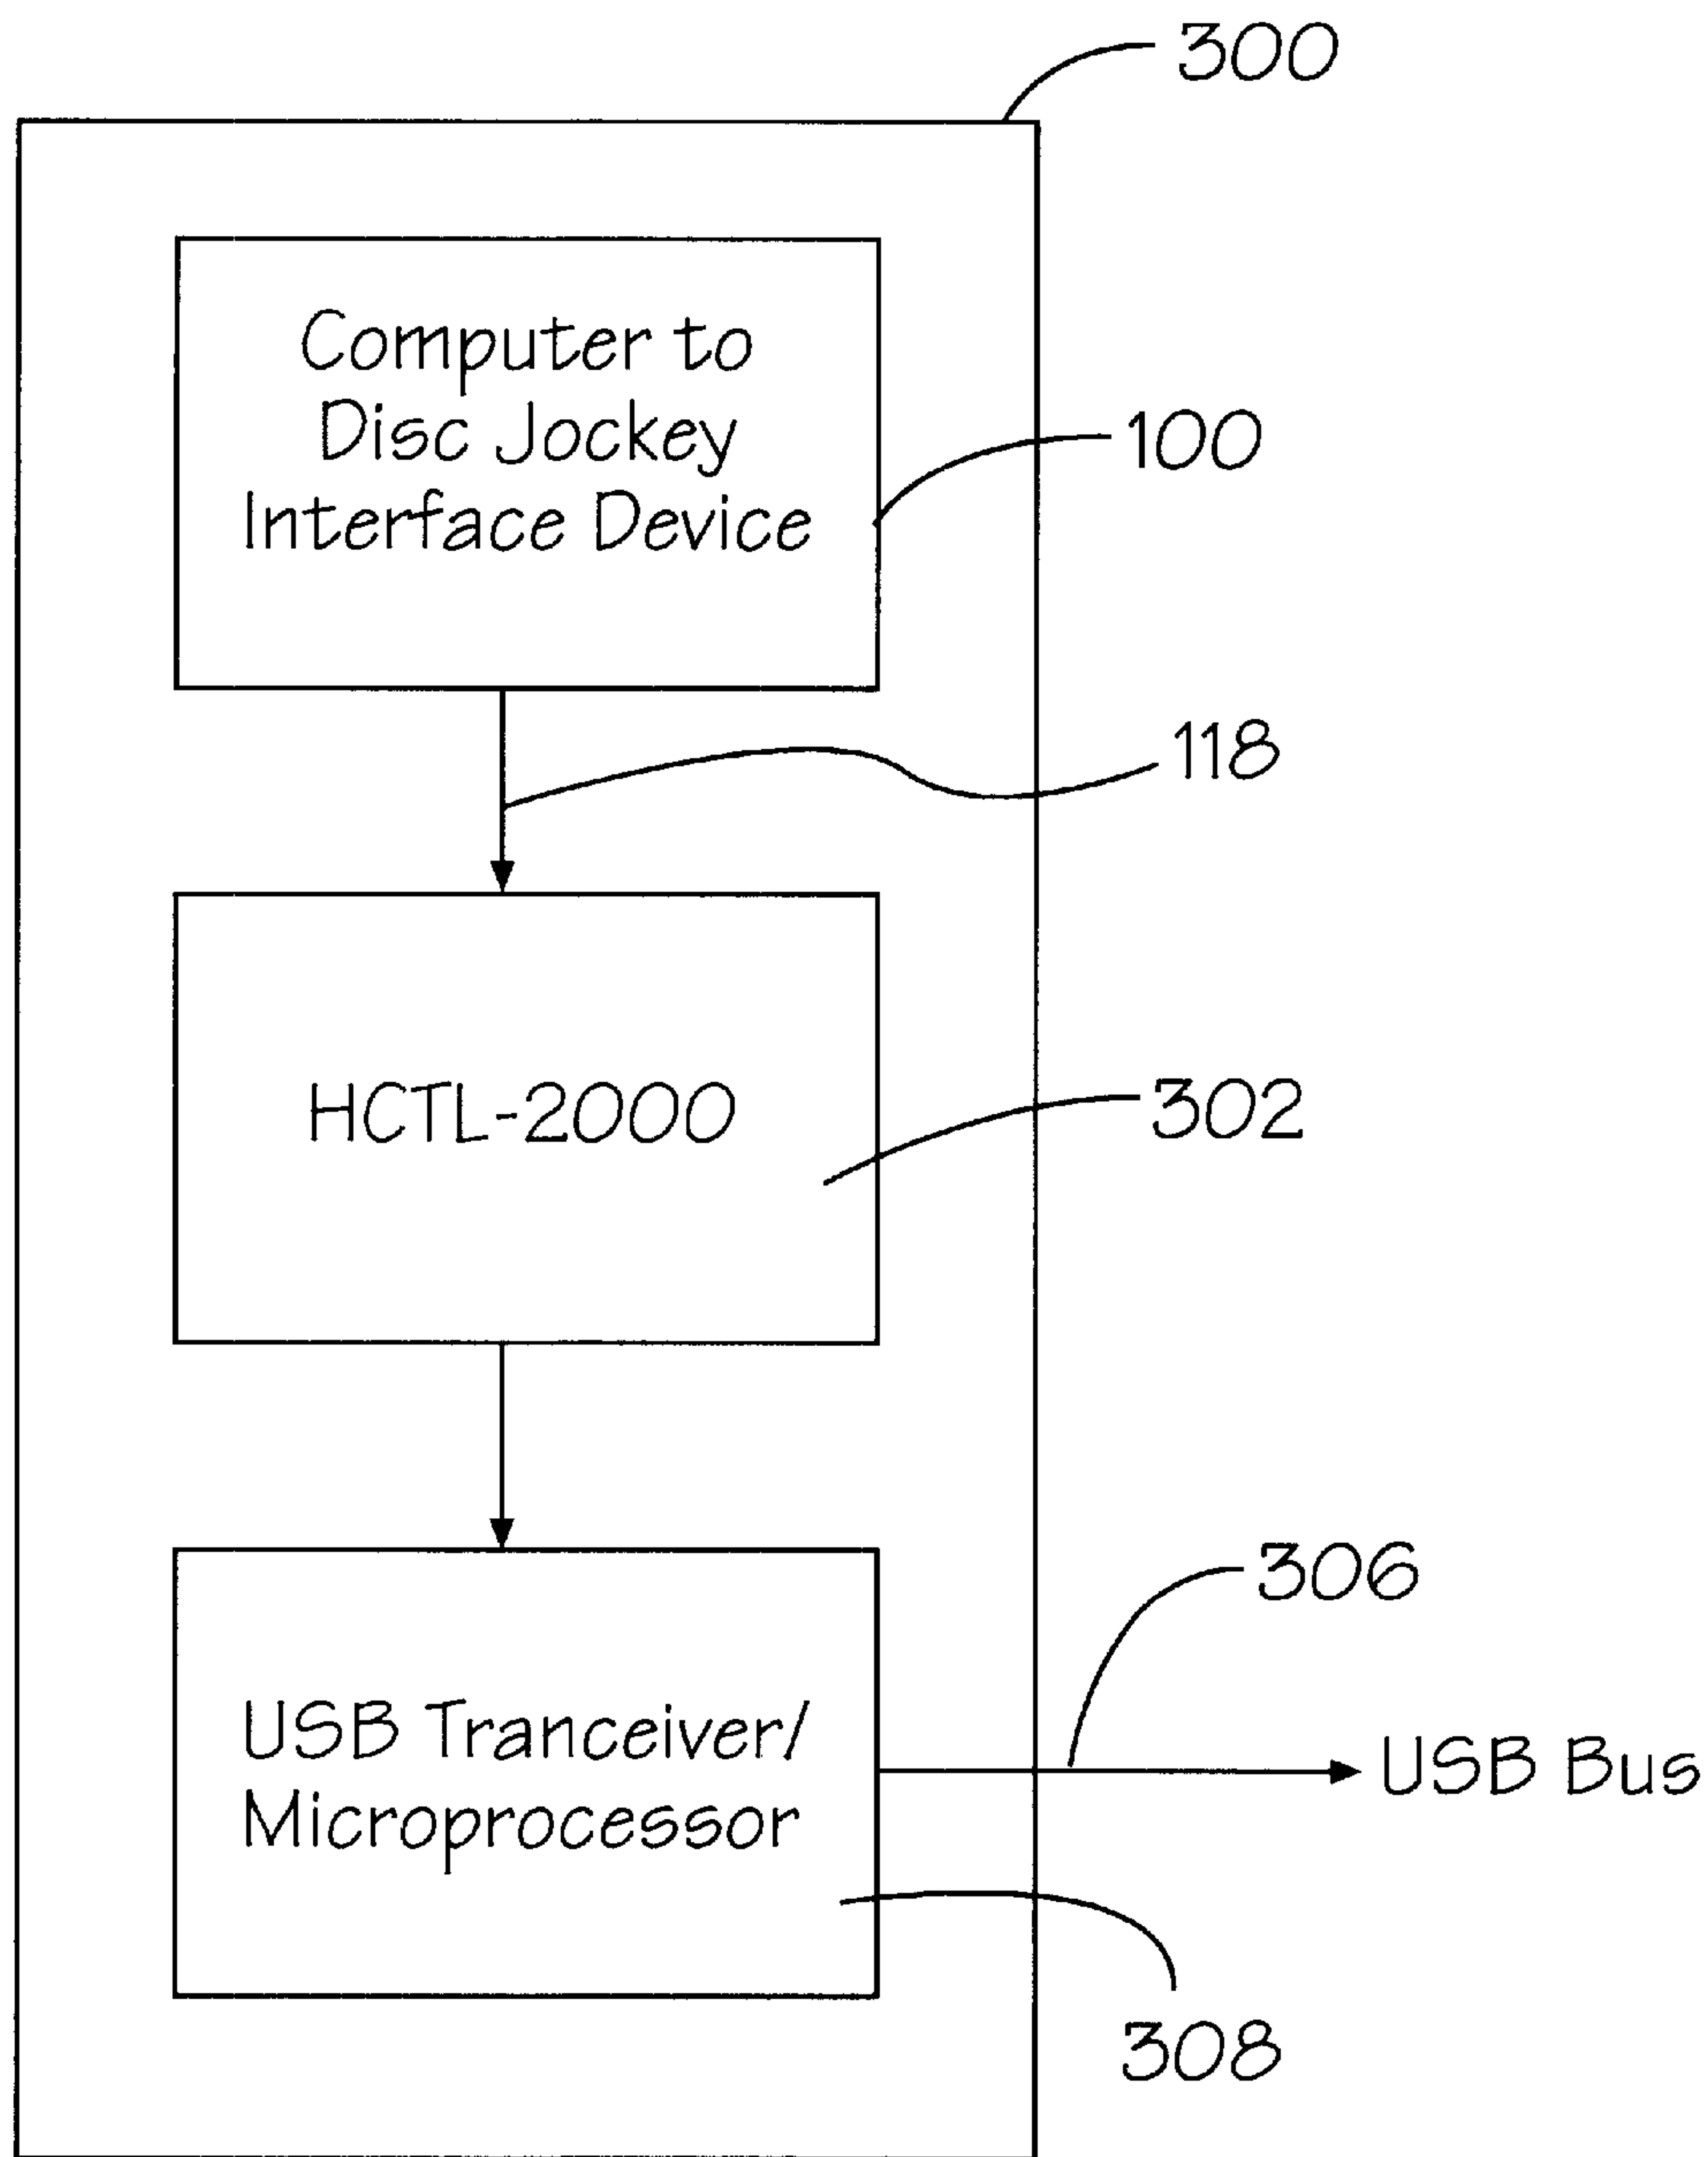 300
Computer to
Disc Jockey
Interface Device
100
118
HCTL-2000
302
306
USB Tranceiver/
Microprocessor
USB Bus
308